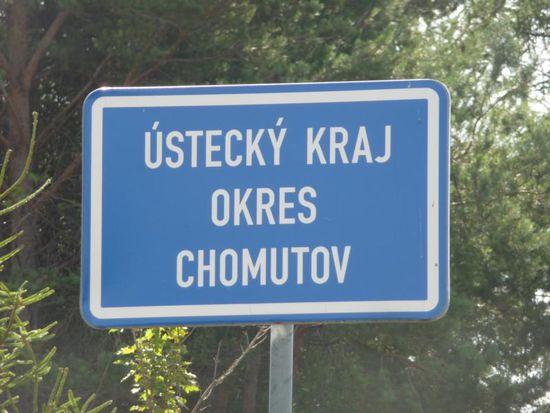 ÚSTECKÝ KRAJ
OKRES
CHOMUTOV